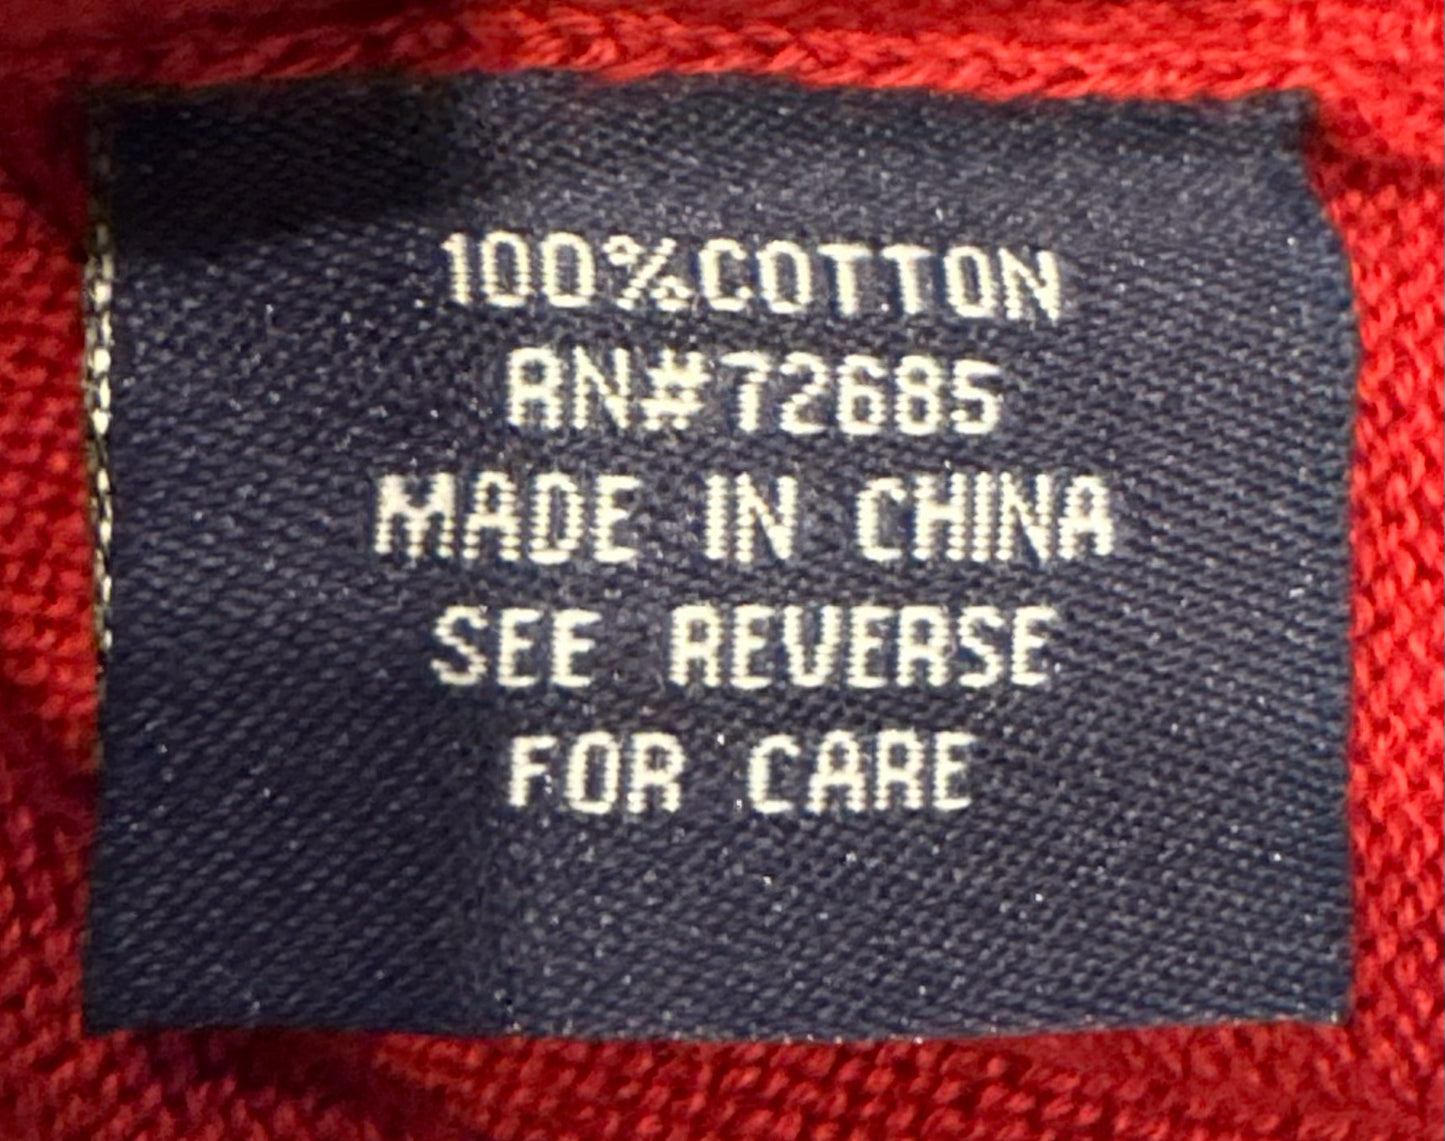 100%COTTON
RN#72685
MADE IN CHINA
SEE REVERSE
FOR CARE